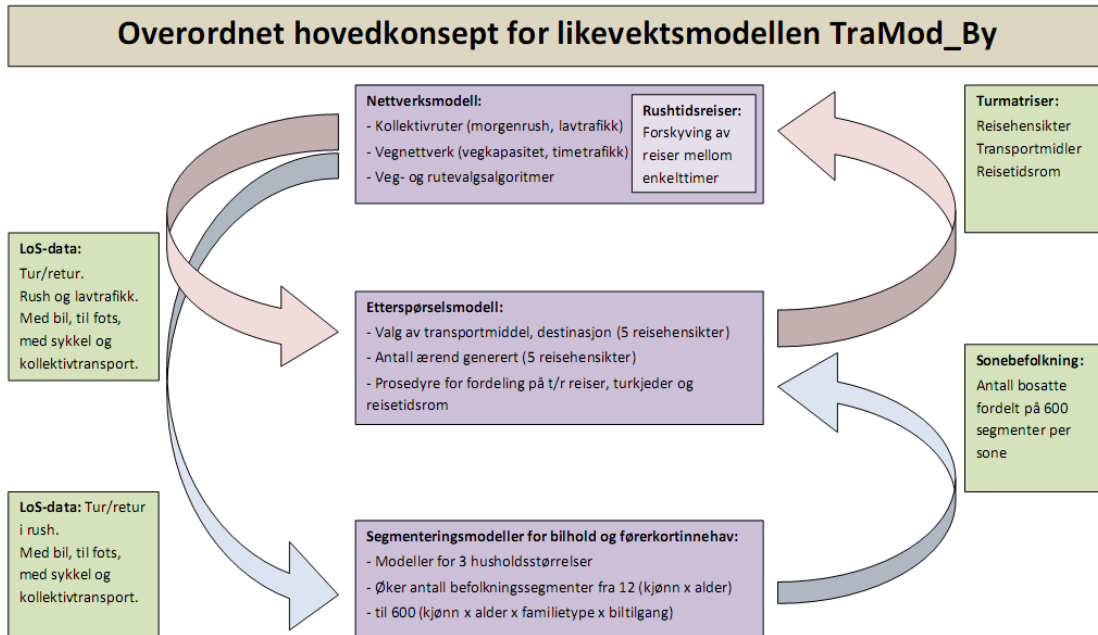 Overordnet hovedkonsept for likevektsmodellen TraMod_By
Nettverksmodell:
- Kollektivruter (morgenrush, lavtrafikk)
- Vegnettverk (vegkapasitet, timetrafikk)
- Veg- og rutevalgsalgoritmer
Rushtidsreiser:
Forskyving av
reiser mellom
enkelttimer
Turmatriser:
Reisehensikter
Transportmidler
Reisetidsrom
LoS-data:
Tur/retur.
Rush og lavtrafikk.
Med bil, til fots,
med sykkel og
kollektivtransport.
Etterspørselsmodell:
- Valg av transportmiddel, destinasjon (5 reisehensikter)
- Antall ærend generert (5 reisehensikter)
- Prosedyre for fordeling på t/r reiser, turkjeder og
reisetidsrom
Sonebefolkning:
Antall bosatte
fordelt på 600
segmenter per
sone
LoS-data: Tur/retur
i rush.
Med bil, til fots,
med sykkel og
kollektivtransport.
Segmenteringsmodeller for bilhold og førerkortinnehav:
- Modeller for 3 husholdsstørrelser
- Øker antall befolkningssegmenter fra 12 (kjønn x alder)
- til 600 (kjønn x alder x familietype x biltilgang)